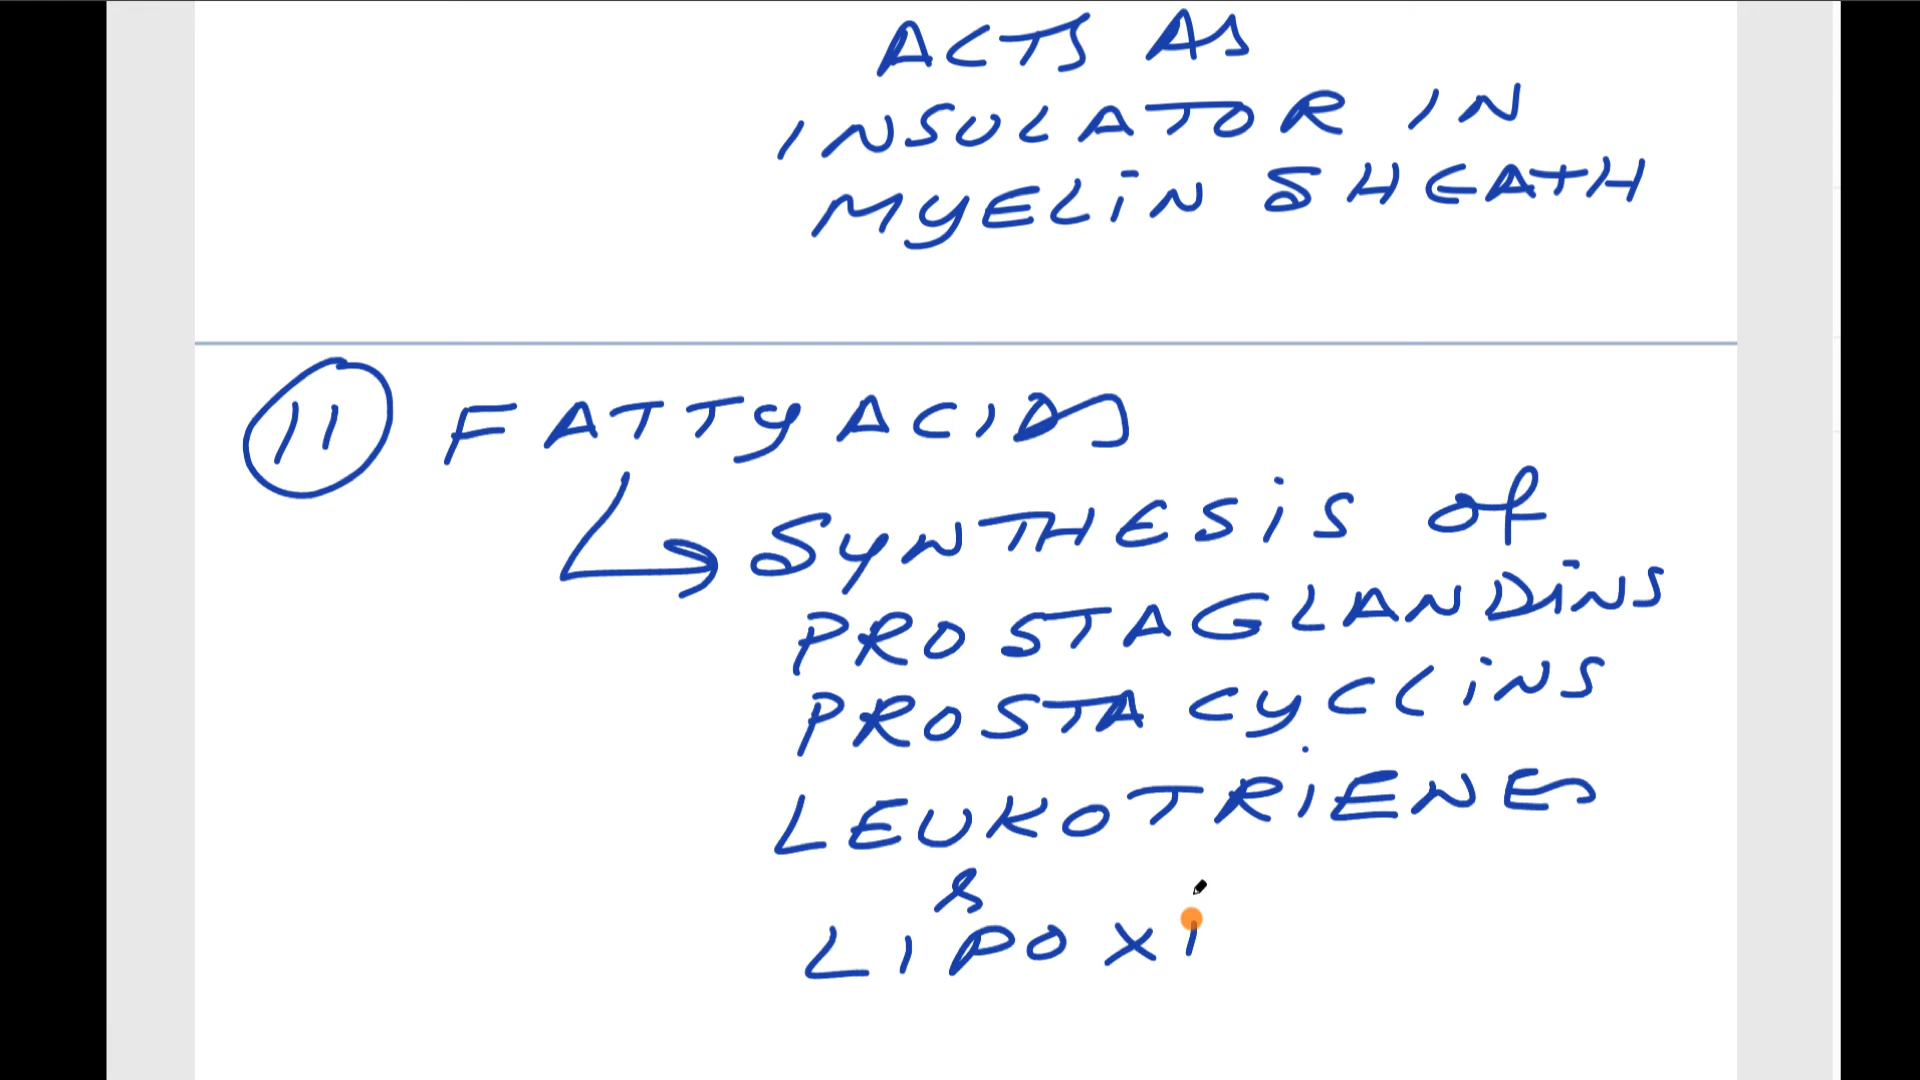 ACTS AS
INSULATOR IN
MYELIN SHEATH
11 FATTY ACIDS
SYNTHESIS of
PROSTAGLANDINS
PROSTACYCLINS
LEUKOTRIENES
&
LIPOXI